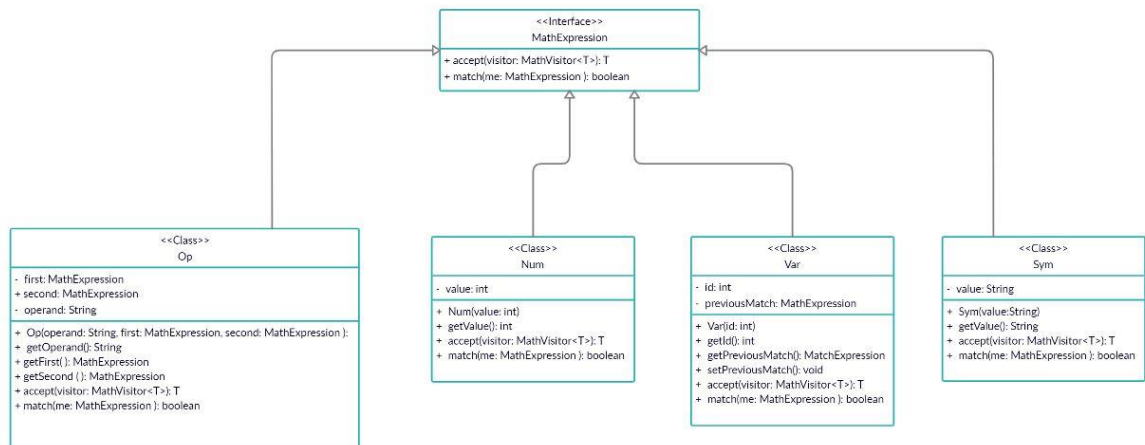 <<Interface>>
MathExpression
+ accept(visitor: MathVisitor<T>): T
+ match(me: MathExpression ): boolean
<<Class>>
Op
- first: MathExpression
+ second: MathExpression
- operand: String
+ Op(operand: String, first: MathExpression, second: MathExpression ):
+ getOperand(): String
+ getFirst( ): MathExpression
+ getSecond ( ): MathExpression
+ accept(visitor: MathVisitor<T>): T
+ match(me: MathExpression ): boolean
<<Class>>
Num
- value: int
+ Num(value: int)
+ getValue(): int
+ accept(visitor: MathVisitor<T>): T
+ match(me: MathExpression ): boolean
<<Class>>
Var
- id: int
- previousMatch: MathExpression
+ Var(id: int)
+ getId(): int
+ getPreviousMatch(): MatchExpression
+ setPreviousMatch(): void
+ accept(visitor: MathVisitor<T>): T
+ match(me: MathExpression ): boolean
<<Class>>
Sym
- value: String
+ Sym(value:String)
+ getValue(): String
+ accept(visitor: MathVisitor<T>): T
+ match(me: MathExpression ): boolean